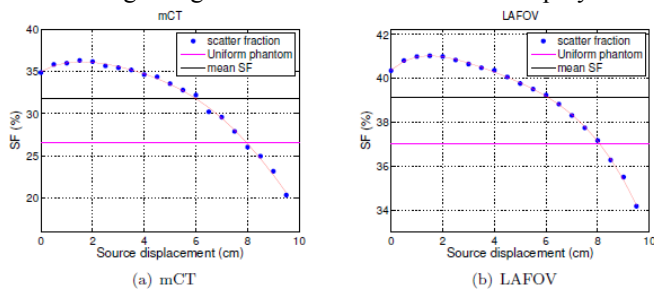 mCT
scatter fraction
Uniform phantom
mean SF
SF (%)
40
35
30
25
20
0 2 4 6 8 10
Source displacement (cm)
(a) mCT
LAFOV
scatter fraction
Uniform phantom
mean SF
SF (%)
42
40
38
36
34
0 2 4 6 8 10
Source displacement (cm)
(b) LAFOV